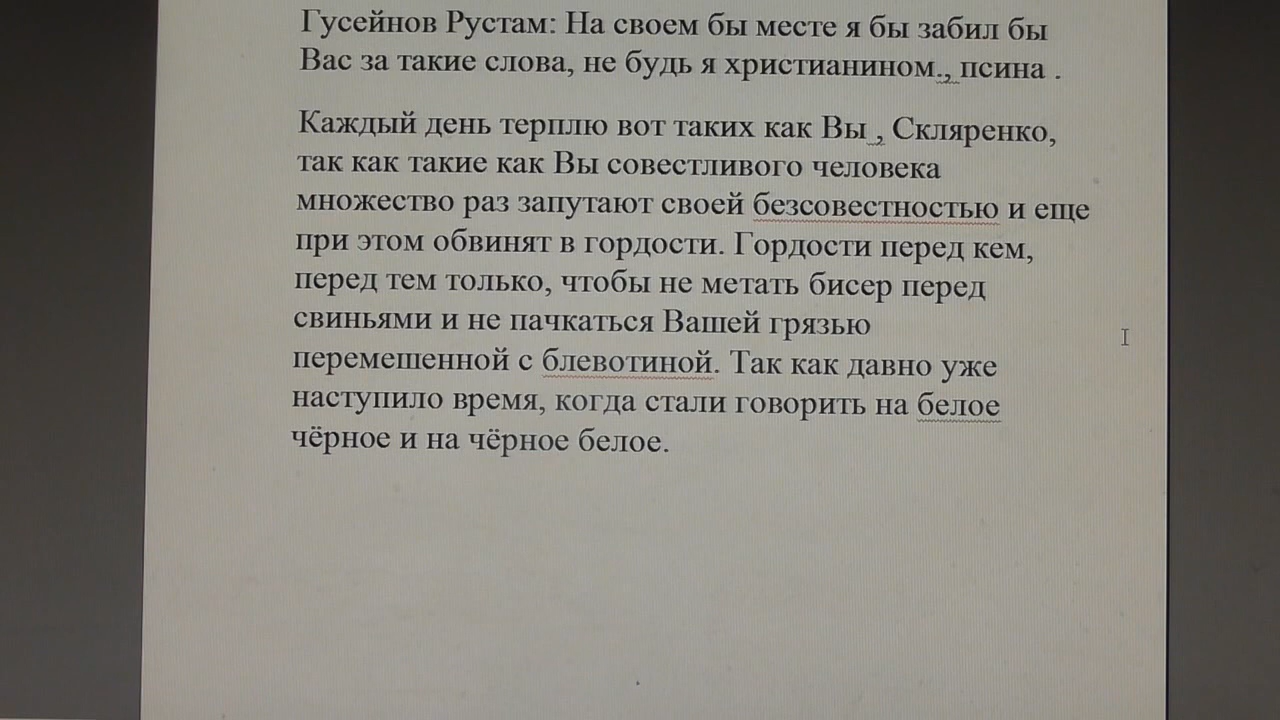 Гусейнов Рустам: На своем бы месте я бы забил бы
Вас за такие слова, не будь я христианином., псина .
Каждый день терплю вот таких как Вы , Скляренко,
так как такие как Вы совестливого человека
множество раз запутают своей безсовестностью и еще
при этом обвинят в гордости. Гордости перед кем,
перед тем только, чтобы не метать бисер перед
свиньями и не пачкаться Вашей грязью
перемешенной с блевотиной. Так как давно уже
наступило время, когда стали говорить на белое
чёрное и на чёрное белое.